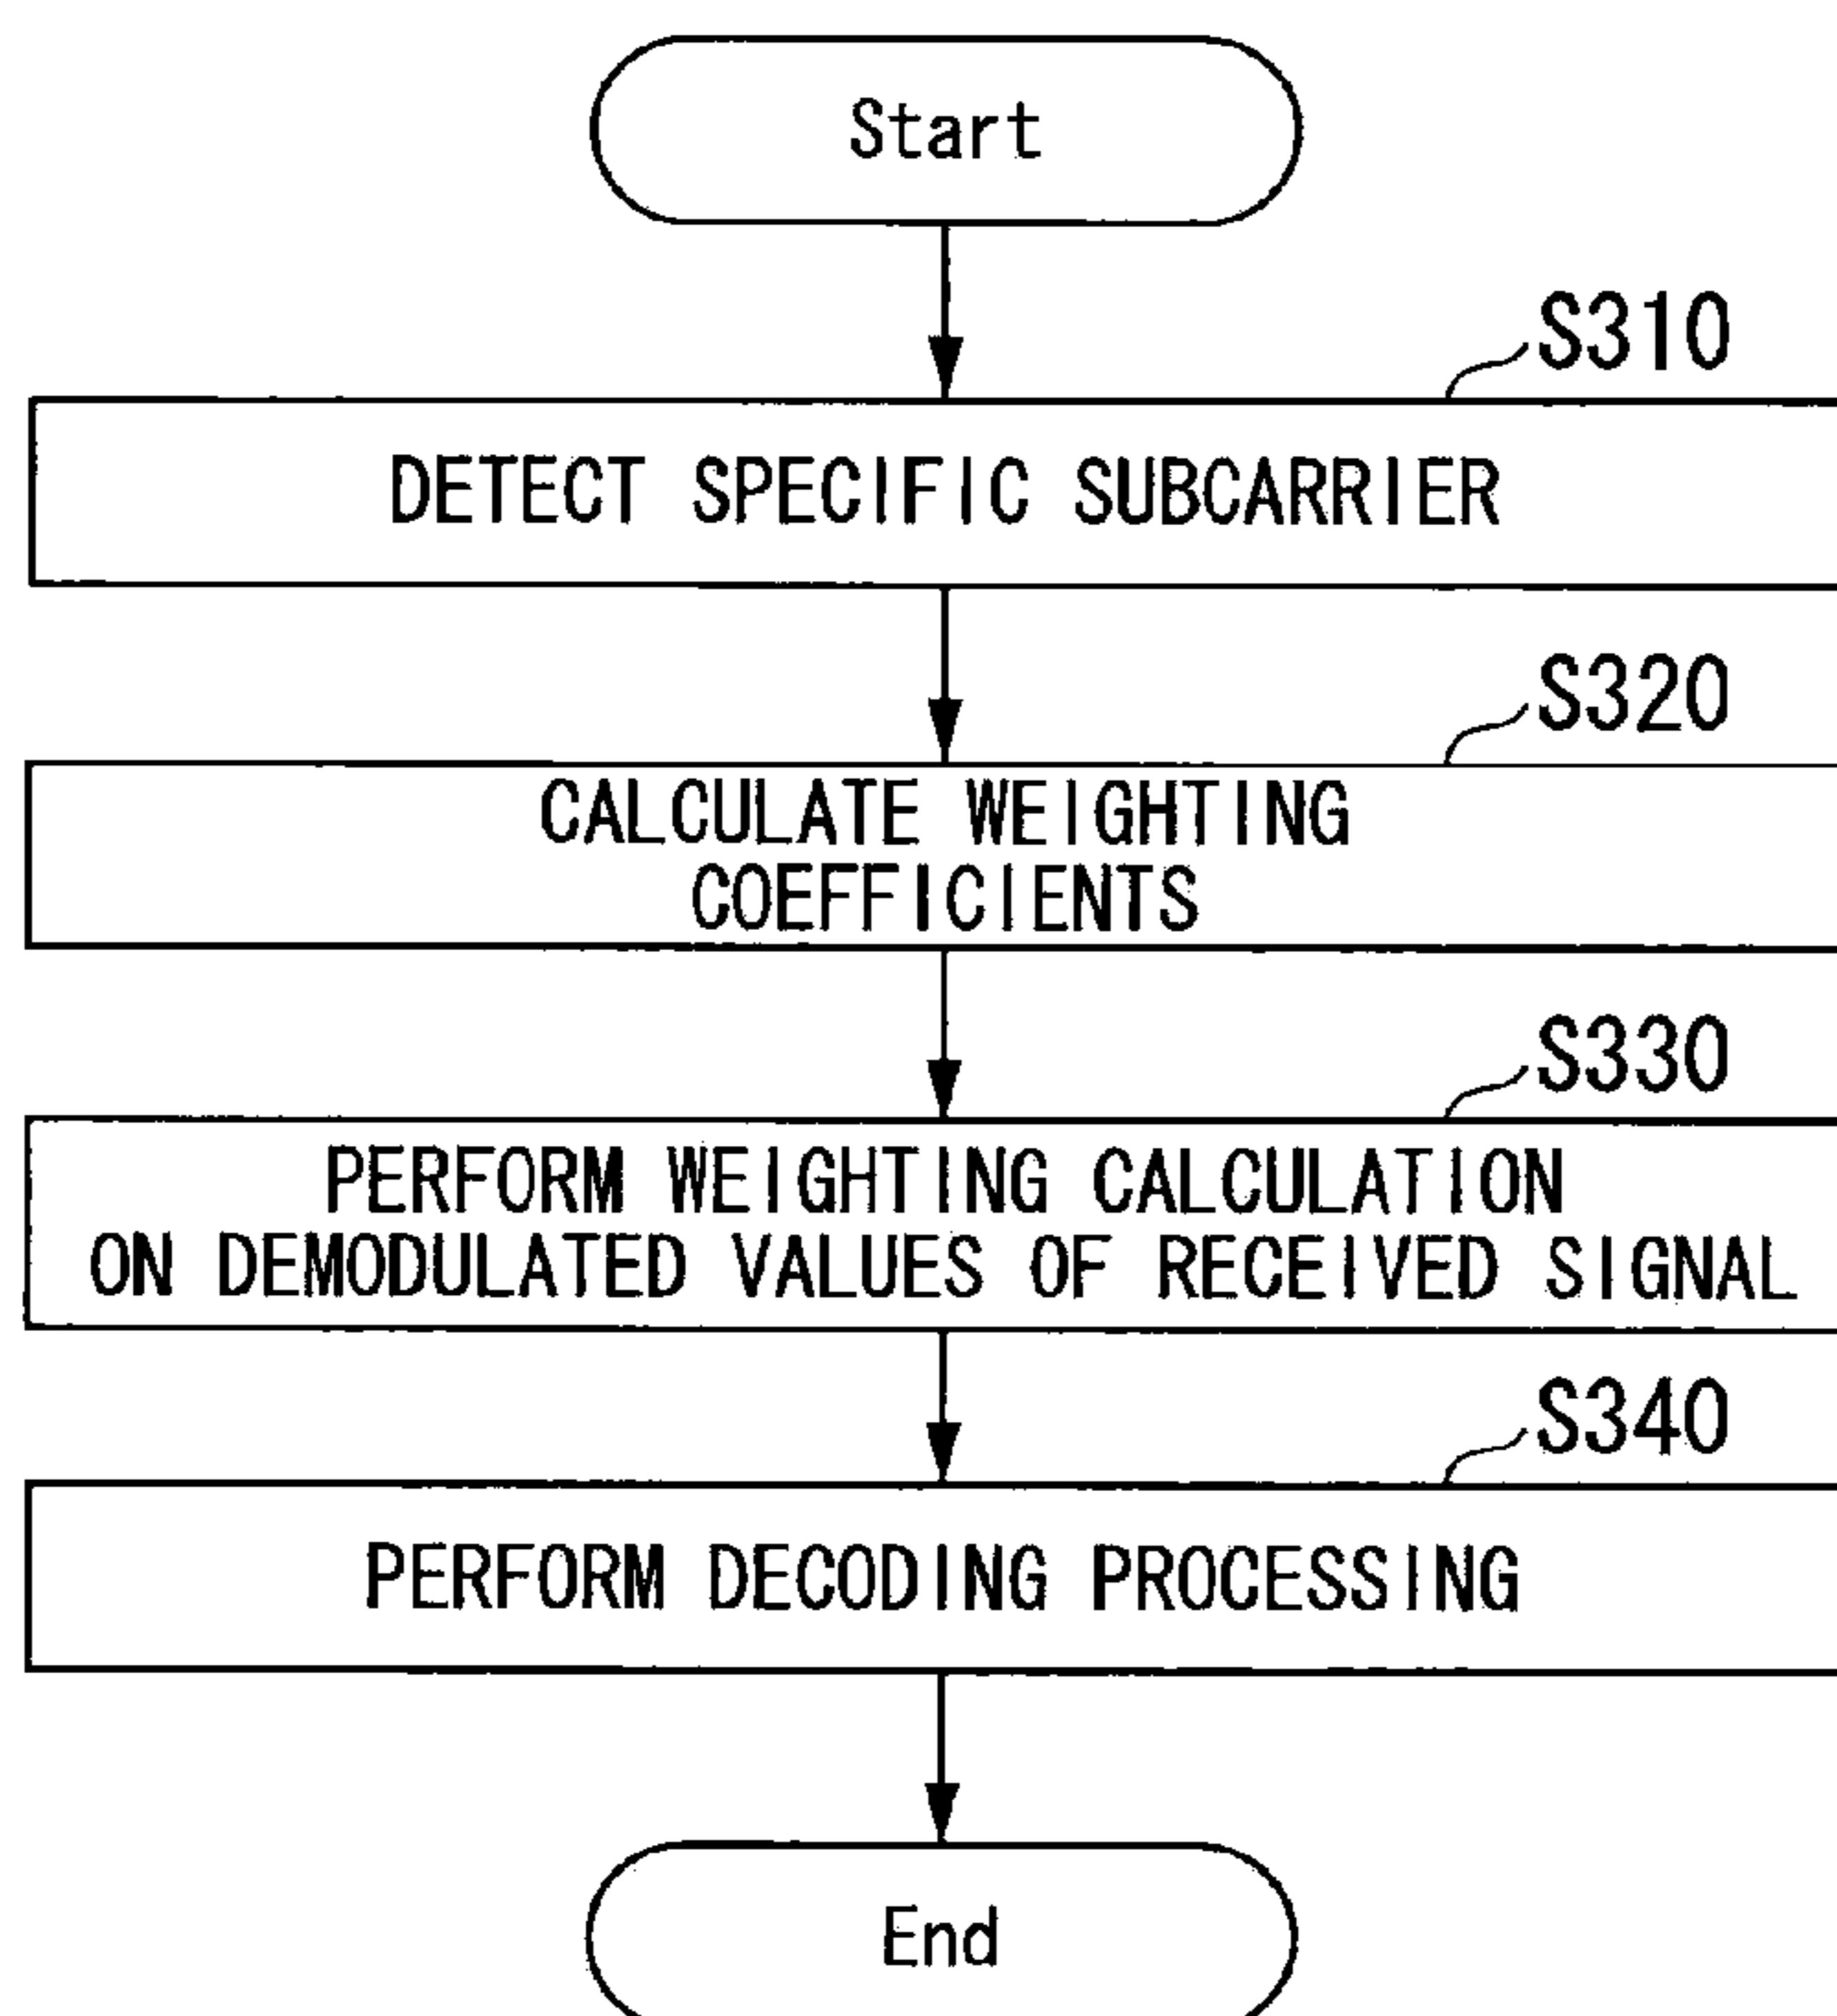 Start
S310
DETECT SPECIFIC SUBCARRIER
S320
CALCULATE WEIGHTING
COEFFICIENTS
S330
PERFORM WEIGHTING CALCULATION
ON DEMODULATED VALUES OF RECEIVED SIGNAL
S340
PERFORM DECODING PROCESSING
End